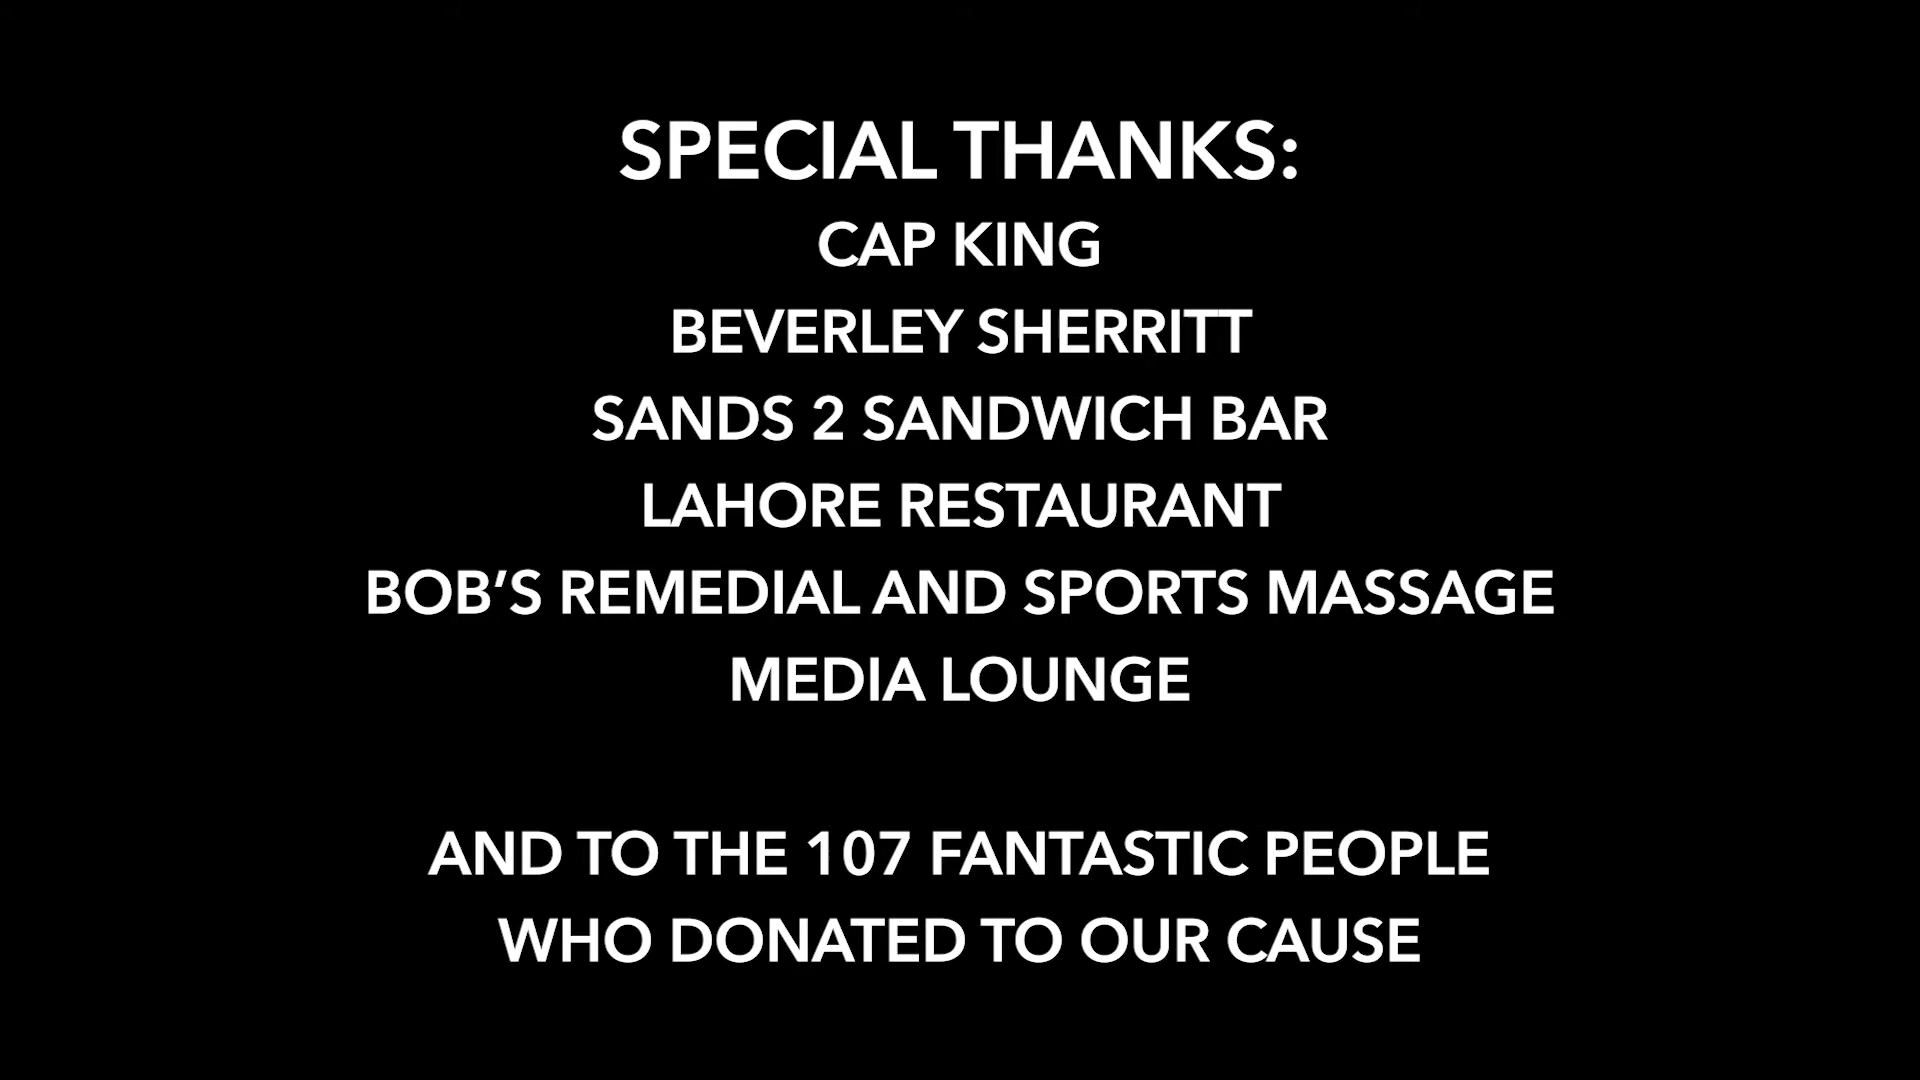 SPECIAL THANKS:
CAP KING
BEVERLEY SHERRITT
SANDS 2 SANDWICH BAR
LAHORE RESTAURANT
BOB’S REMEDIAL AND SPORTS MASSAGE
MEDIA LOUNGE
AND TO THE 107 FANTASTIC PEOPLE
WHO DONATED TO OUR CAUSE